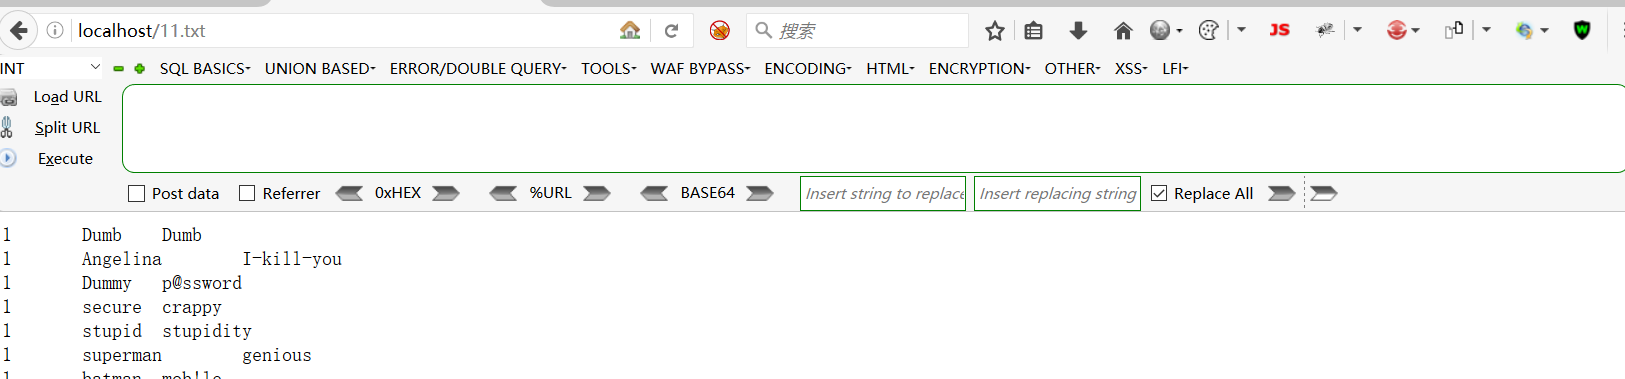 localhost/11.txt 搜索 JS
INT SQL BASICS UNION BASED ERROR/DOUBLE QUERY TOOLS WAF BYPASS ENCODING HTML ENCRYPTION OTHER XSS LFI
Load URL
Split URL
Execute
Post data Referrer 0xHEX %URL BASE64 Insert string to replace Insert replacing string Replace All
1 Dumb Dumb
1 Angelina I-kill-you
1 Dummy p@ssword
1 secure crappy
1 stupid stupidity
1 superman genious
1 batman mob!le